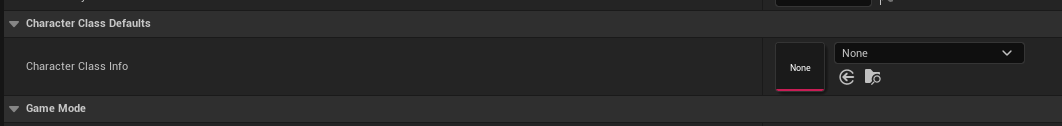 Character Class Defaults
Character Class Info
None
None
Game Mode